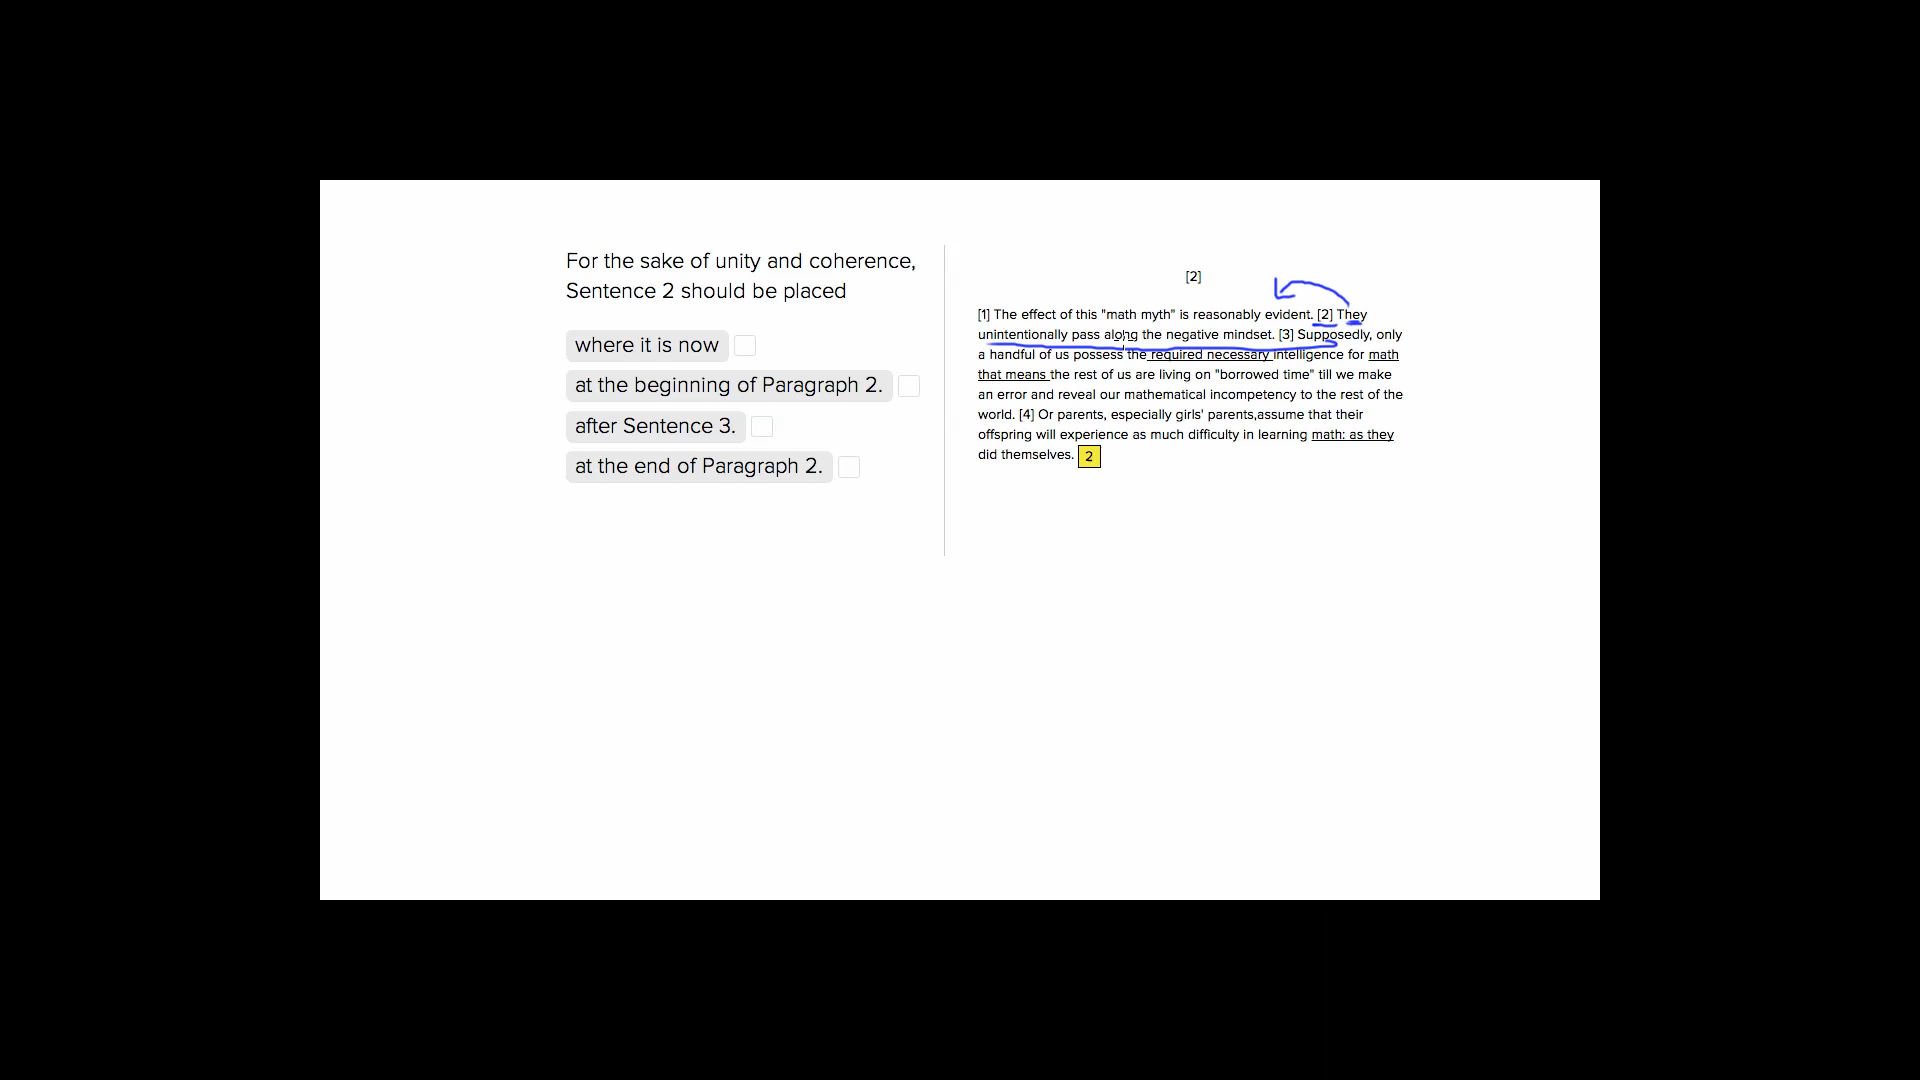 For the sake of unity and coherence,
Sentence 2 should be placed
where it is now
at the beginning of Paragraph 2.
after Sentence 3.
at the end of Paragraph 2.
[2]
[1] The effect of this "math myth" is reasonably evident. [2] They
unintentionally pass along the negative mindset. [3] Supposedly, only
a handful of us possess the required necessary intelligence for math
that means the rest of us are living on "borrowed time" till we make
an error and reveal our mathematical incompetency to the rest of the
world. [4] Or parents, especially girls' parents,assume that their
offspring will experience as much difficulty in learning math: as they
did themselves. 2